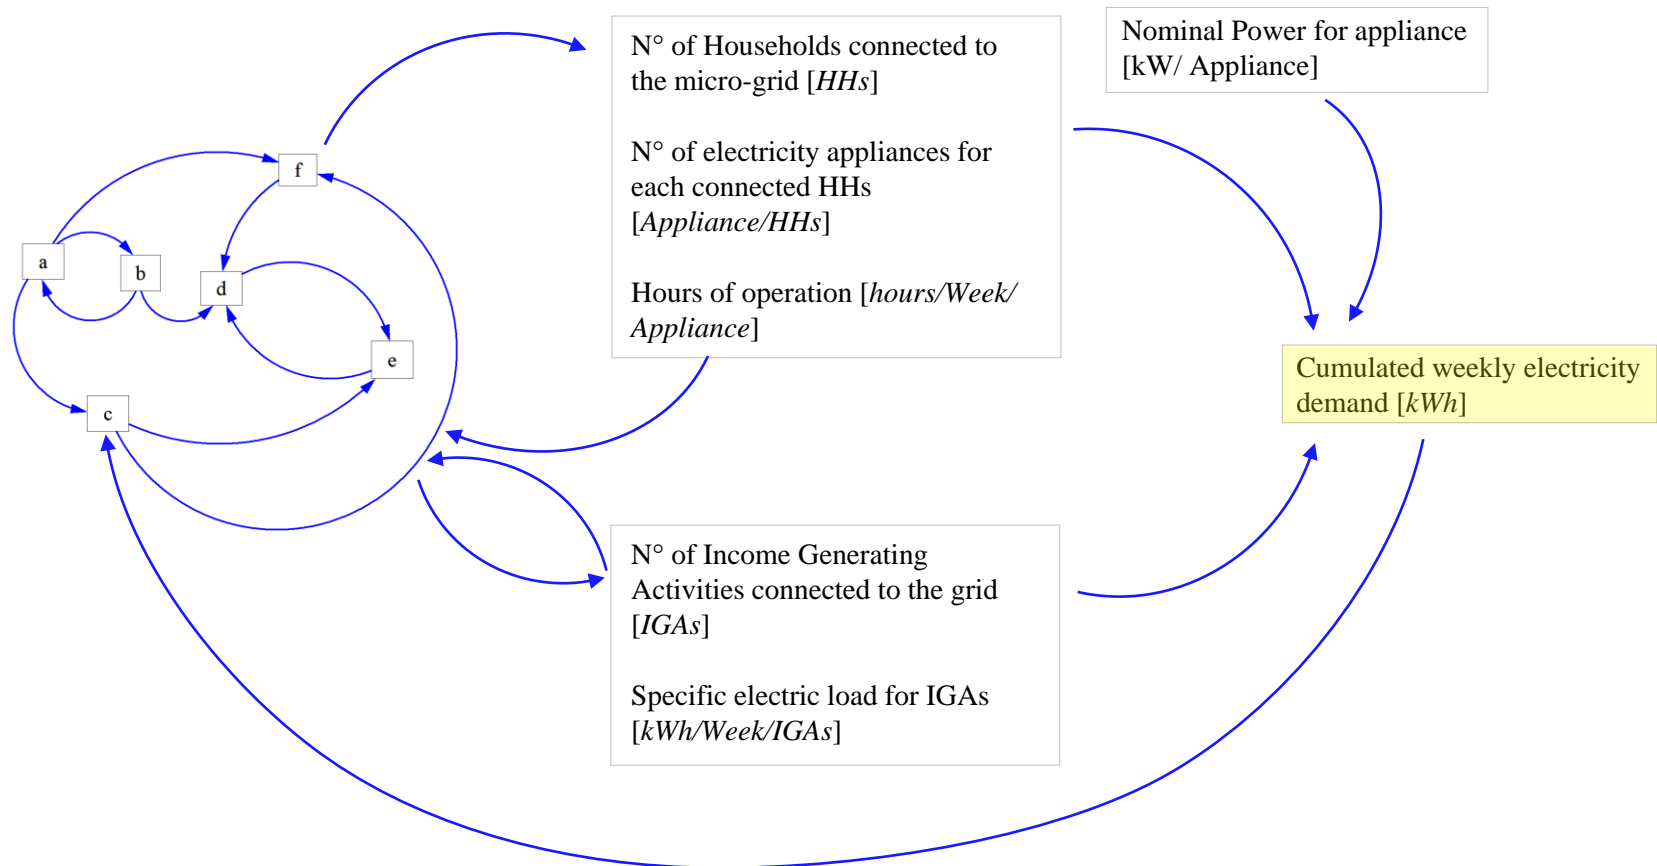 N° of Households connected to
the micro-grid [HHs]
N° of electricity appliances for
each connected HHs
[Appliance/HHs]
Hours of operation [hours/Week/
Appliance]
Nominal Power for appliance
[kW/ Appliance]
f
a
b
d
e
c
Cumulated weekly electricity
demand [kWh]
N° of Income Generating
Activities connected to the grid
[IGAs]
Specific electric load for IGAs
[kWh/Week/IGAs]